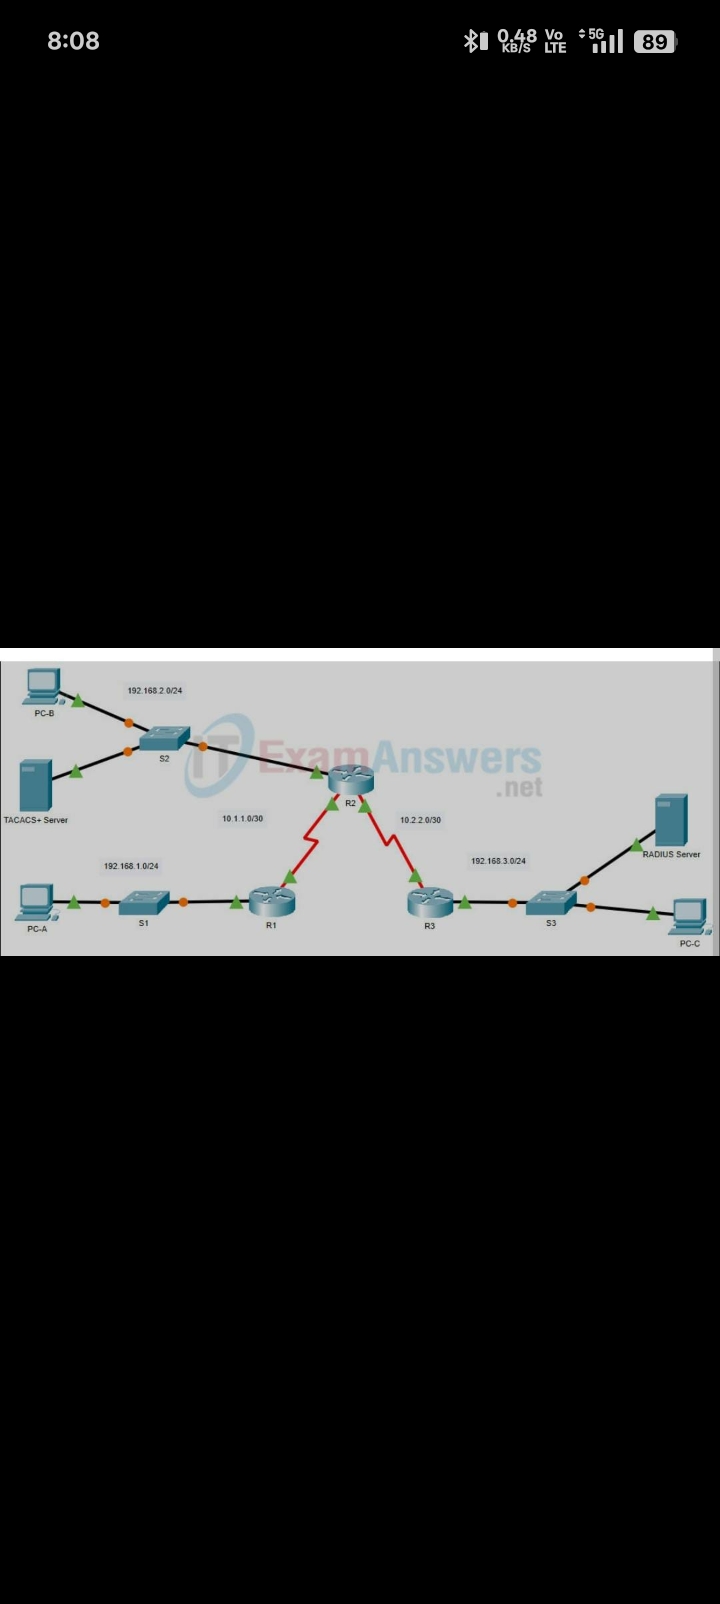 8:08
0.48 KB/S
Vo LTE
5G
89
192.168.2.0/24
PC-B
S2
ITExamAnswers
.net
TACACS+ Server
R2
10.1.1.0/30
10.2.2.0/30
RADIUS Server
192.168.1.0/24
192.168.3.0/24
PC-A
S1
R1
R3
S3
PC-C